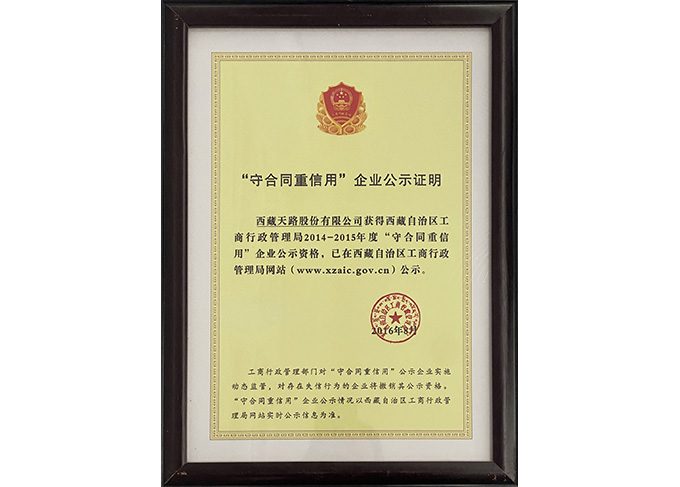 “守合同重信用”企业公示证明
西藏天路股份有限公司获得西藏自治区工
商行政管理局2014-2015年度“守合同重信
用”企业公示资格，已在西藏自治区工商行政
管理局网站（www.xzaic.gov.cn）公示。
2016年8月
工商行政管理部门对“守合同重信用”公示企业实施
动态监管，对存在失信行为的企业将撤销其公示资格。
“守合同重信用”企业公示情况以西藏自治区工商行政管
理局网站实时公示信息为准。